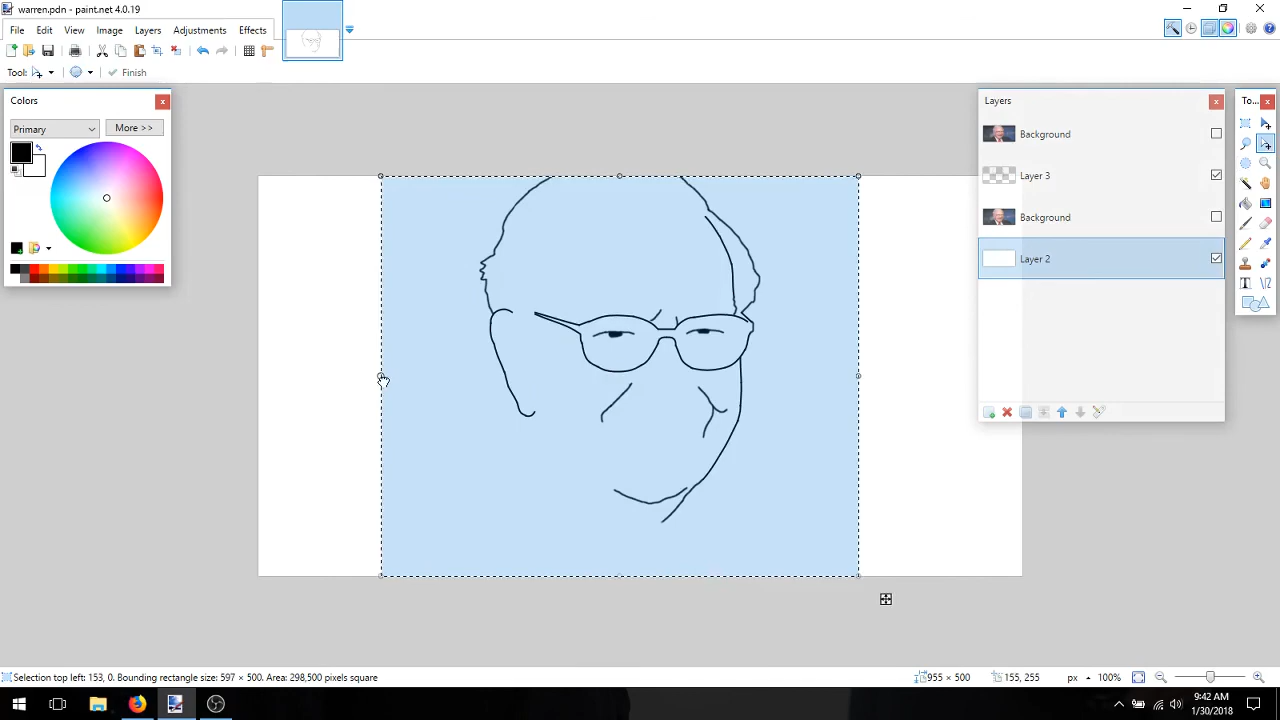 warren.pdn - paint.net 4.0.19
File Edit View Image Layers Adjustments Effects
Tool: Finish
Colors
Primary More >>
Layers
Background
Layer 3
Background
Layer 2
To...
Selection top left: 153, 0. Bounding rectangle size: 597 × 500. Area: 298,500 pixels square
955 × 500
155, 255
px
100%
9:42 AM
1/30/2018